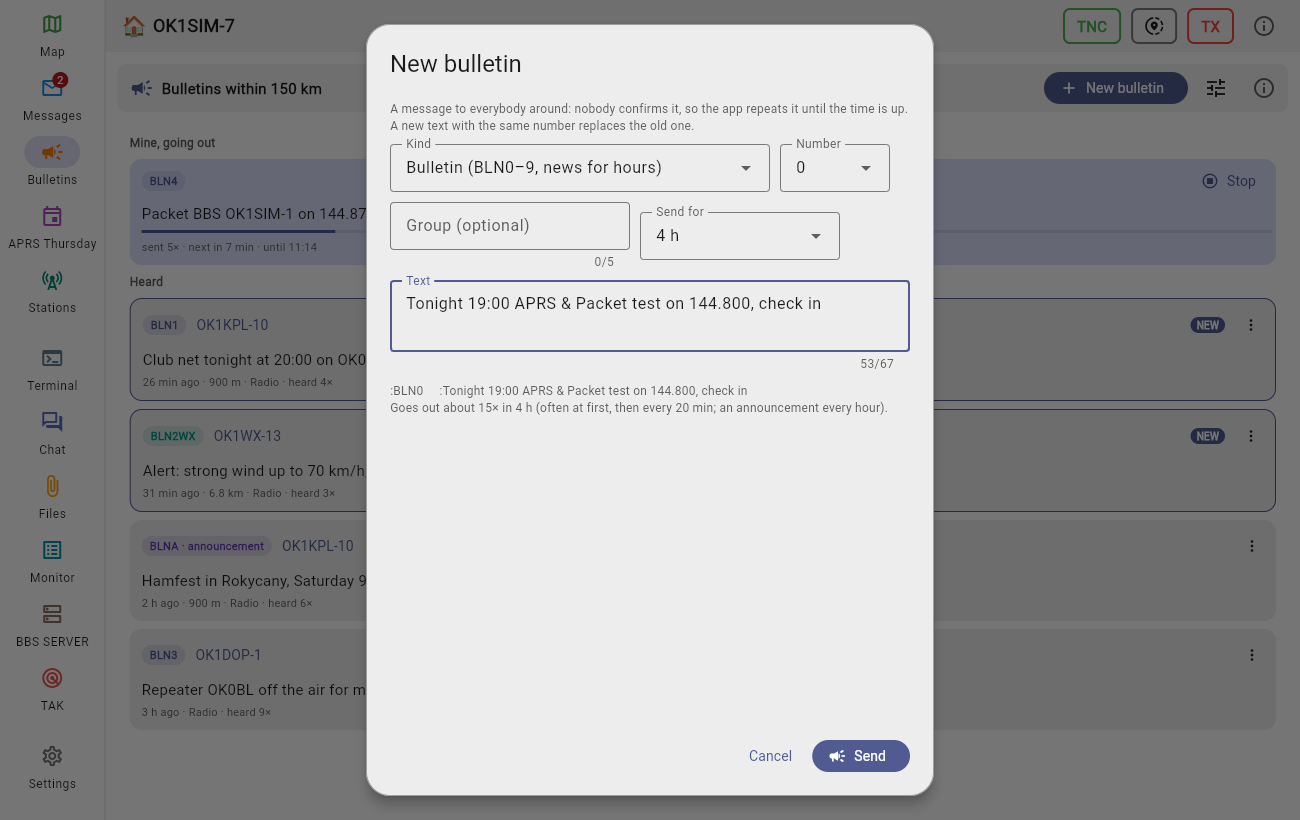 OK1SIM-7
TNC
TX
Map
2
Messages
Bulletins
APRS Thursday
Stations
Terminal
Chat
Files
Monitor
BBS SERVER
TAK
Settings
Bulletins within 150 km
New bulletin
Mine, going out
BLN4
Stop
Packet BBS OK1SIM-1 on 144.87
sent 5× · next in 7 min · until 11:14
Heard
BLN1 OK1KPL-10
NEW
Club net tonight at 20:00 on OK0
26 min ago · 900 m · Radio · heard 4×
BLN2WX OK1WX-13
NEW
Alert: strong wind up to 70 km/h,
31 min ago · 6.8 km · Radio · heard 3×
BLNA · announcement OK1KPL-10
Hamfest in Rokycany, Saturday 9
2 h ago · 900 m · Radio · heard 6×
BLN3 OK1DOP-1
Repeater OK0BL off the air for m
3 h ago · Radio · heard 9×
New bulletin
A message to everybody around: nobody confirms it, so the app repeats it until the time is up.
A new text with the same number replaces the old one.
Kind
Bulletin (BLN0–9, news for hours)
Number
0
Group (optional)
0/5
Send for
4 h
Text
Tonight 19:00 APRS & Packet test on 144.800, check in
53/67
:BLN0     :Tonight 19:00 APRS & Packet test on 144.800, check in
Goes out about 15× in 4 h (often at first, then every 20 min; an announcement every hour).
Cancel
Send